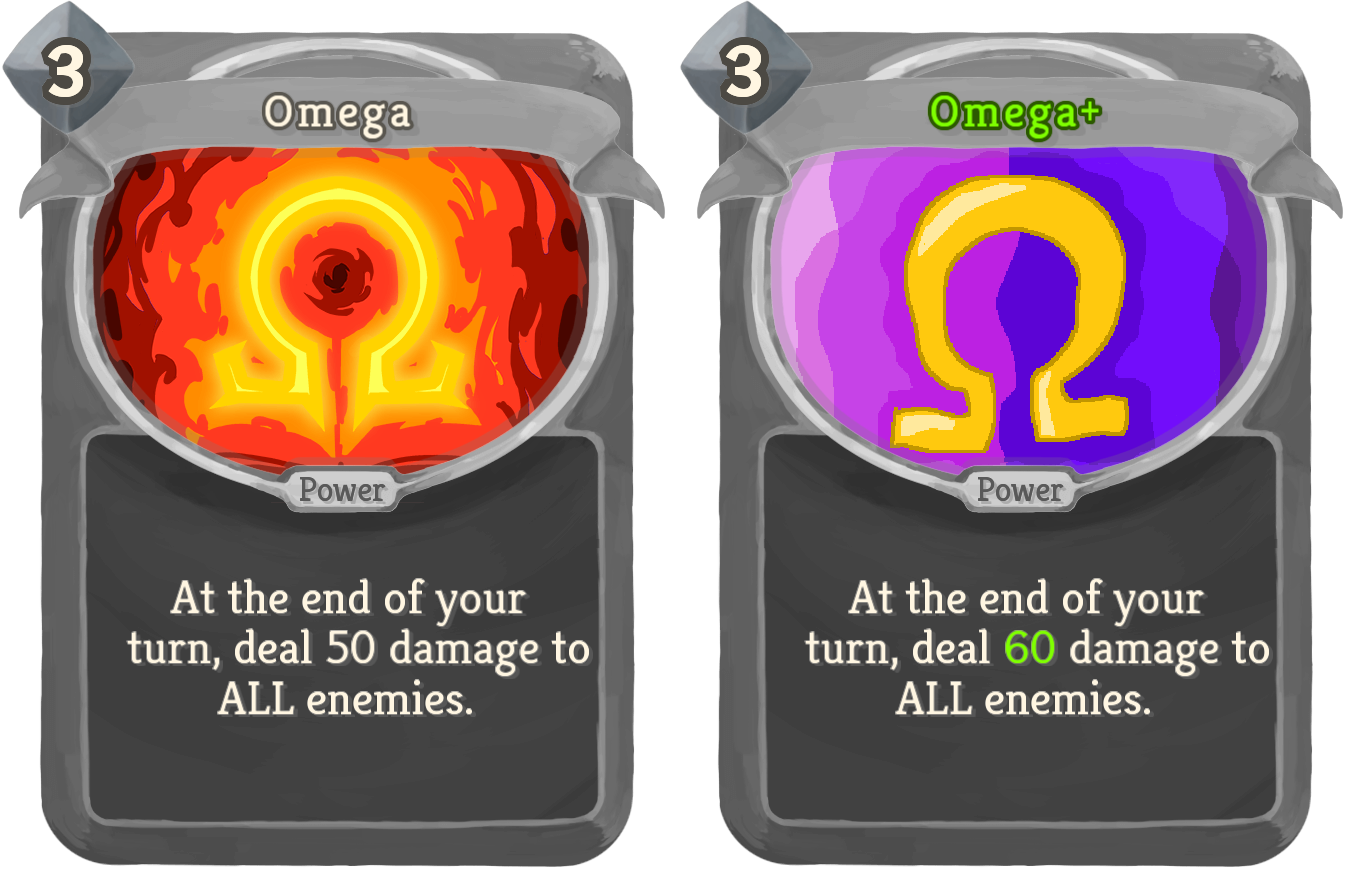 3
Omega
Ω
Power
At the end of your
turn, deal 50 damage to
ALL enemies.
3
Omega+
Ω
Power
At the end of your
turn, deal 60 damage to
ALL enemies.